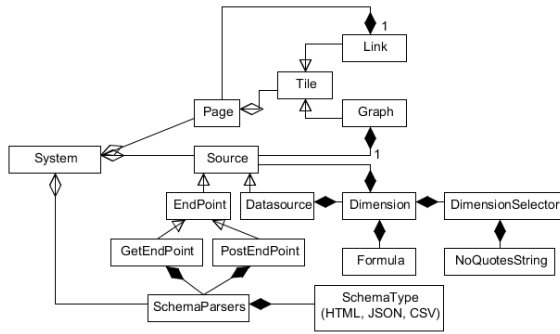 1
Link
Tile
Page
Graph
1
System
Source
EndPoint
Datasource
Dimension
DimensionSelector
GetEndPoint
PostEndPoint
Formula
NoQuotesString
SchemaParsers
SchemaType
(HTML, JSON, CSV)